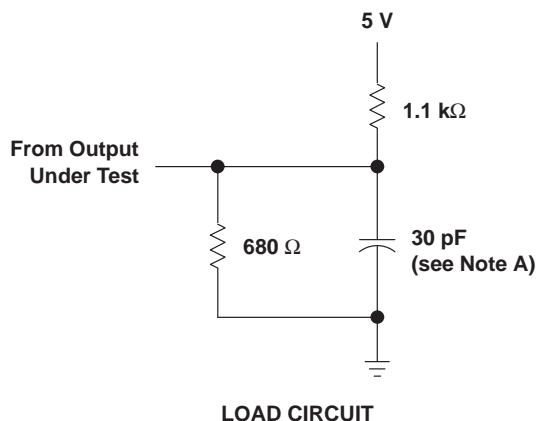 5 V
1.1 kΩ
From Output
Under Test
680 Ω
30 pF
(see Note A)
LOAD CIRCUIT